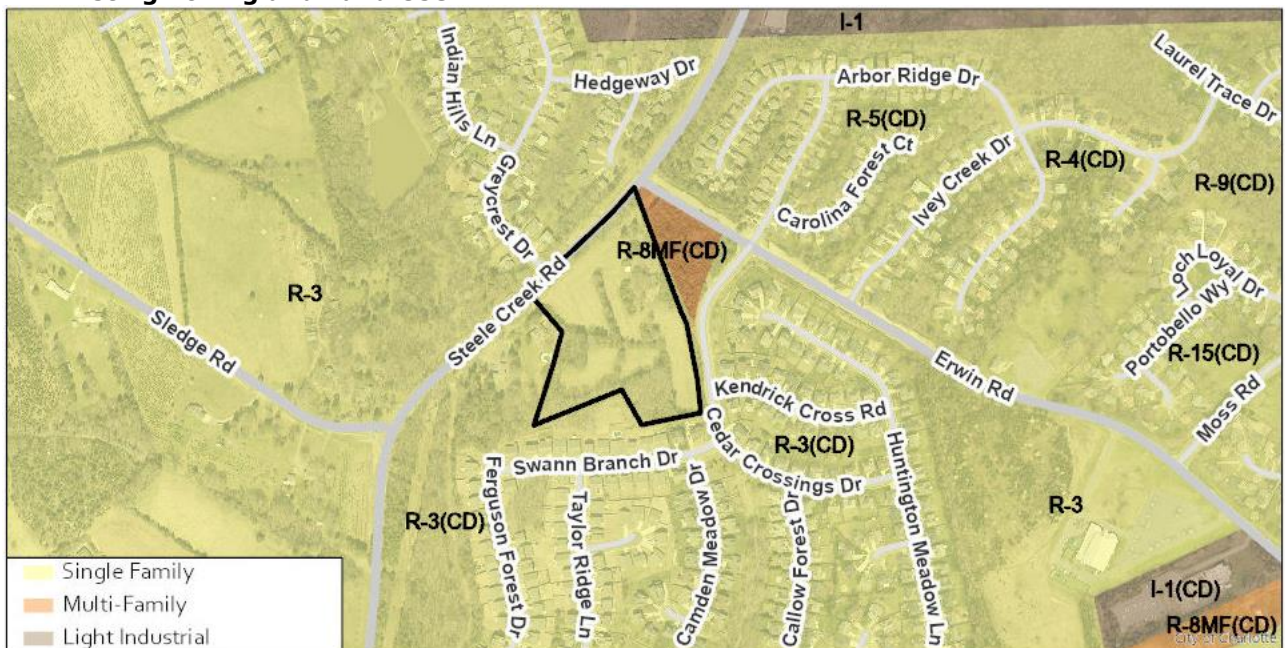 I-1
Indian Hills Ln
Hedgeway Dr
Arbor Ridge Dr
Laurel Trace Dr
R-5(CD)
Carolina Forest Ct
Ivey Creek Dr
R-4(CD)
R-9(CD)
Greycrest Dr
R-8MF(CD)
Loch Loyal Dr
Portobello Wy
R-3
Sledge Rd
Steele Creek Rd
R-15(CD)
Erwin Rd
Moss Rd
Kendrick Cross Rd
R-3(CD)
Cedar Crossings Dr
Huntington Meadow Ln
Swann Branch Dr
Ferguson Forest Dr
Taylor Ridge Ln
Camden Meadow Dr
Callow Forest Dr
R-3(CD)
R-3
I-1(CD)
R-8MF(CD)
City of Charlotte
Single Family
Multi-Family
Light Industrial